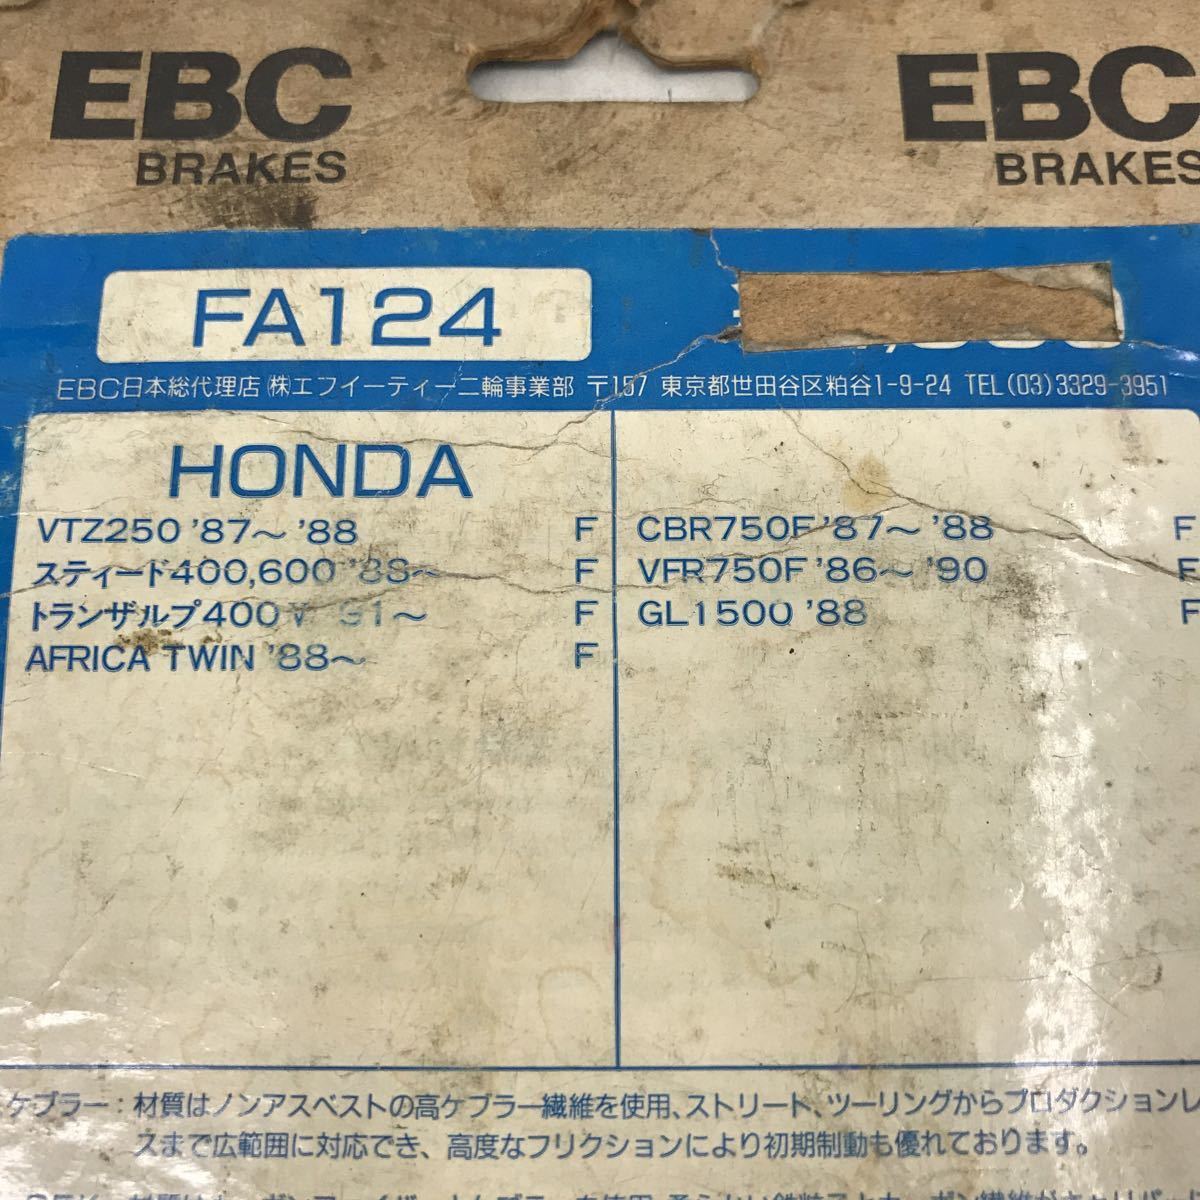 EBC EBC
BRAKES BRAKES
FA124
EBC日本総代理店 ㈱エフイーティー二輪事業部 〒157 東京都世田谷区粕谷1-9-24 TEL(03)3329-3951
HONDA
VTZ250 '87〜 '88 F
スティード400,600 '88〜 F
トランザルプ400V '91〜 F
AFRICA TWIN '88〜 F
CBR750F '87〜 '88 F
VFR750F '86〜 '90 F
GL1500 '88 F
ケブラー：材質はノンアスベストの高ケブラー繊維を使用、ストリート、ツーリングからプロダクションレ
スまで広範囲に対応でき、高度なフリクションにより初期制動も優れております。